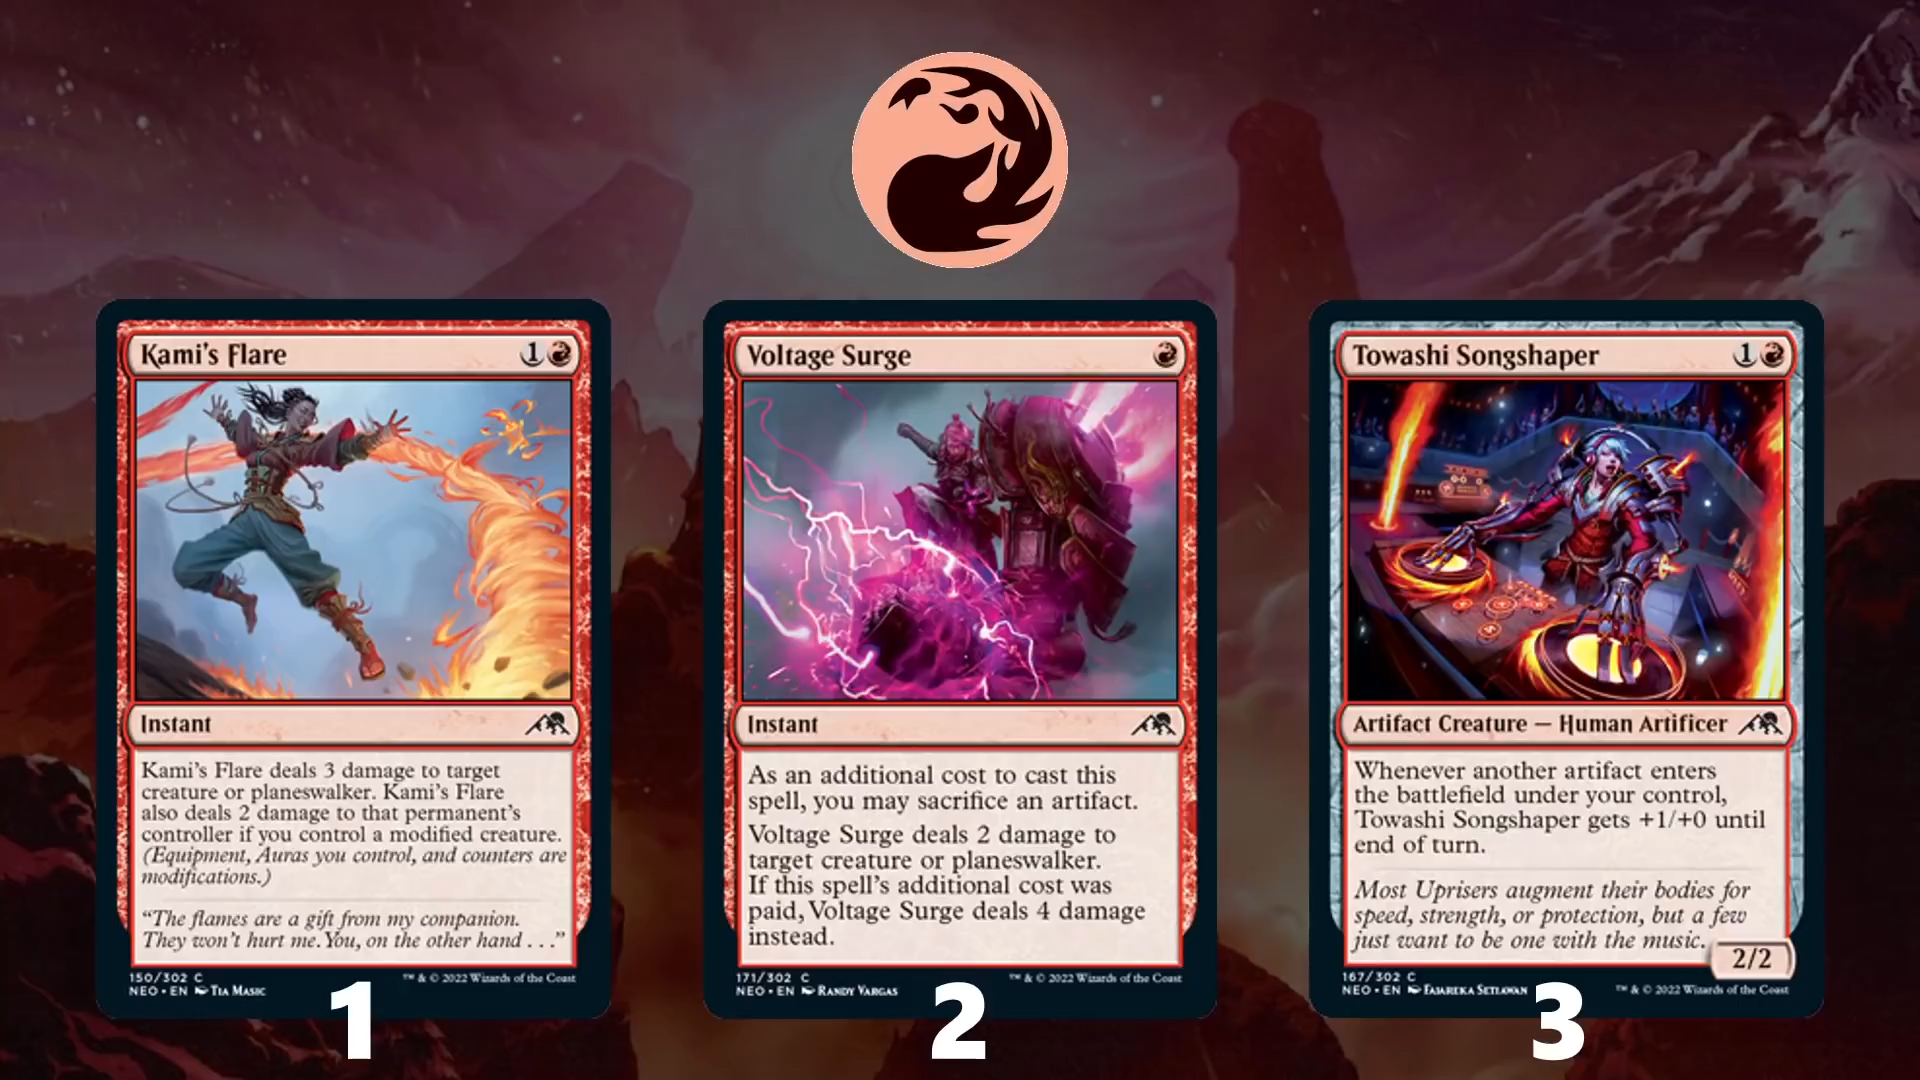 Kami's Flare
1
Instant
Kami's Flare deals 3 damage to target
creature or planeswalker. Kami's Flare
also deals 2 damage to that permanent's
controller if you control a modified creature.
(Equipment, Auras you control, and counters are
modifications.)
“The flames are a gift from my companion.
They won't hurt me. You, on the other hand . . .”
150/302 C
™ & © 2022 Wizards of the Coast
NEO • EN Tia Masic
1
Voltage Surge
Instant
As an additional cost to cast this
spell, you may sacrifice an artifact.
Voltage Surge deals 2 damage to
target creature or planeswalker.
If this spell's additional cost was
paid, Voltage Surge deals 4 damage
instead.
171/302 C
™ & © 2022 Wizards of the Coast
NEO • EN Randy Vargas
2
Towashi Songshaper
1
Artifact Creature — Human Artificer
Whenever another artifact enters
the battlefield under your control,
Towashi Songshaper gets +1/+0 until
end of turn.
Most Uprisers augment their bodies for
speed, strength, or protection, but a few
just want to be one with the music.
2/2
167/302 C
NEO • EN Fajareka Setiawan
™ & © 2022 Wizards of the Coast
3